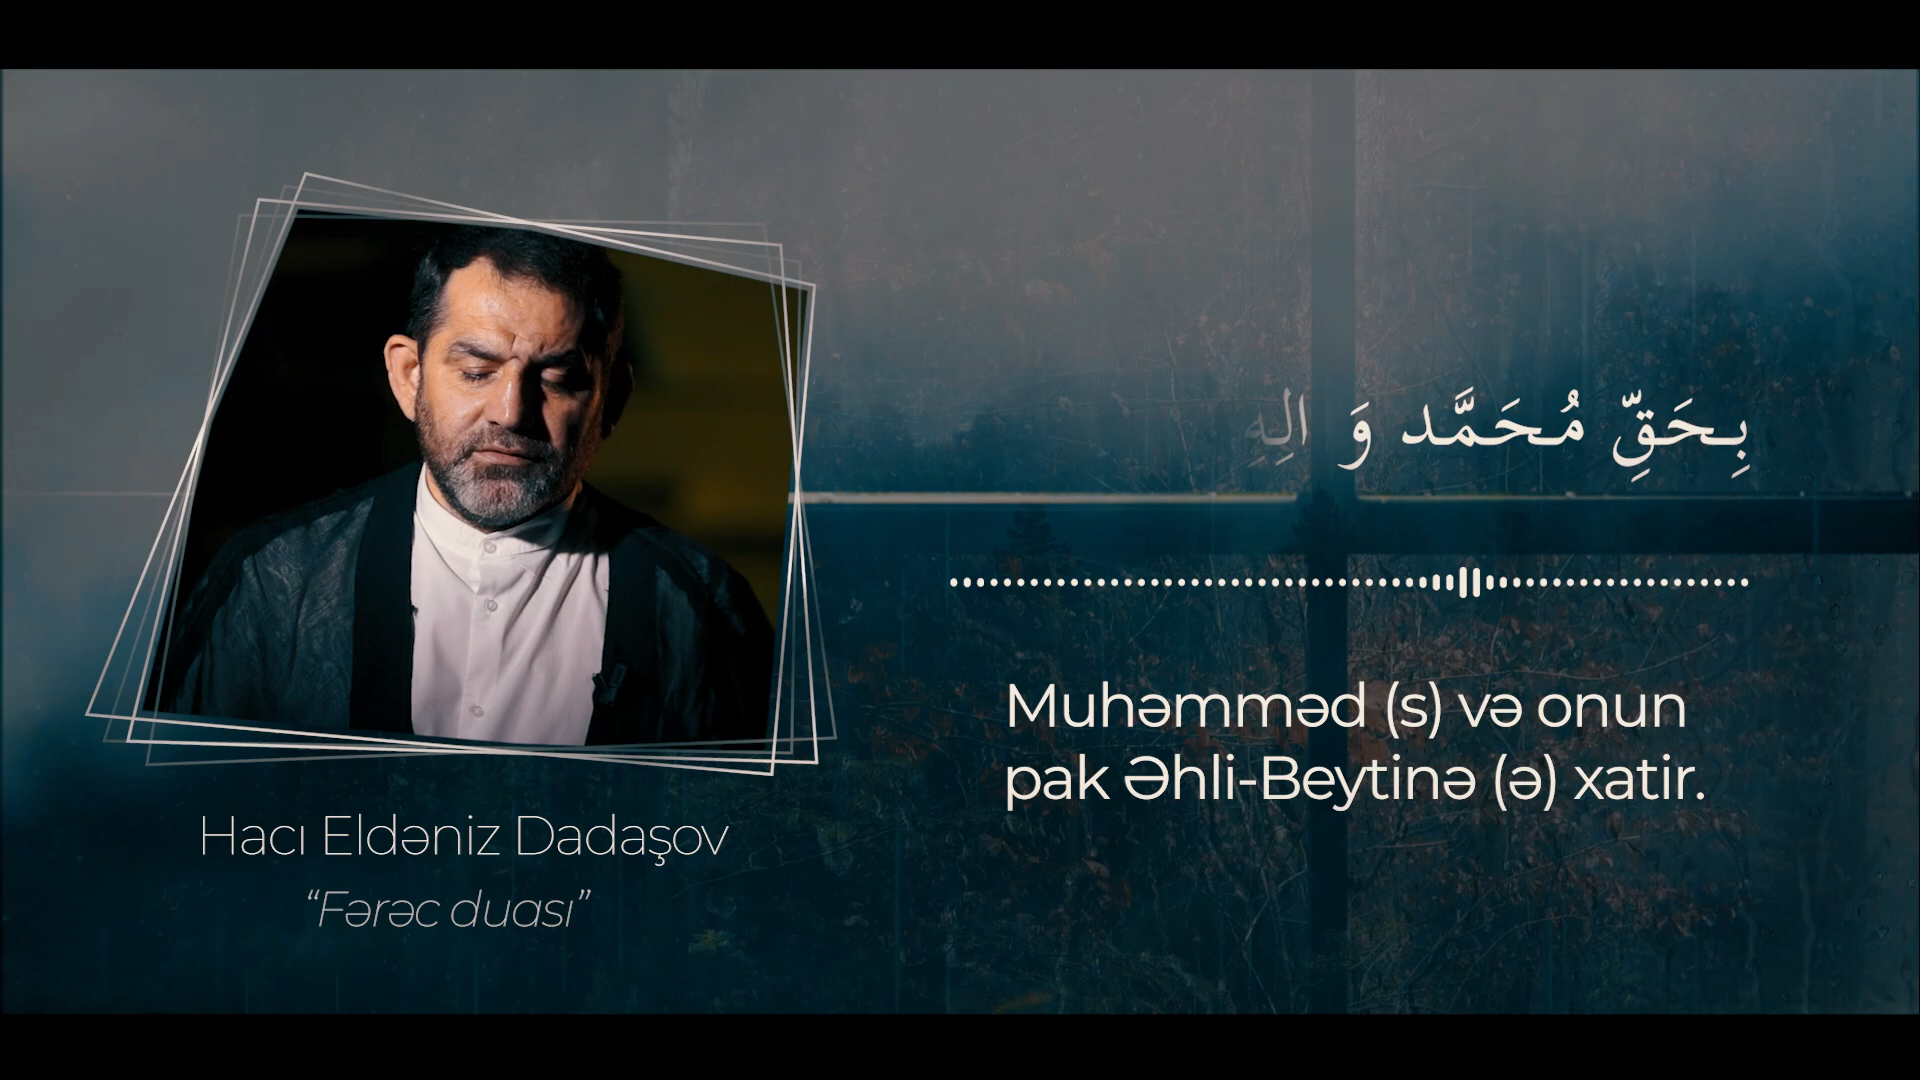 بِحَقِّ مُحَمَّد وَ الِهِ
Muhəmməd (s) və onun
pak Əhli-Beytinə (ə) xatir.
Hacı Eldəniz Dadaşov
“Fərəc duası”